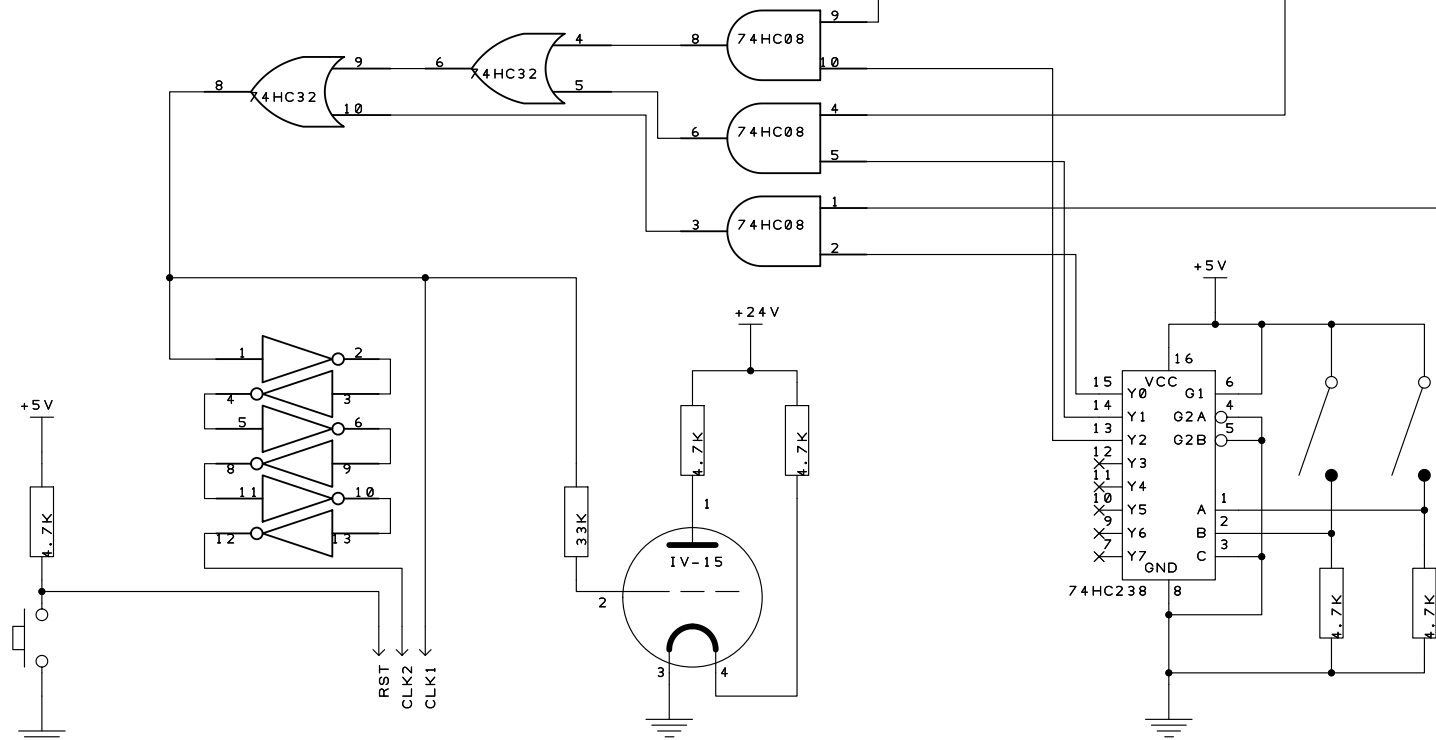 9
74HC08
8
10
4
6
9
74HC32
5
8
74HC32
10
4
74HC08
6
5
1
74HC08
3
2
+5V
+24V
1
2
4
3
5
6
8
9
11
10
12
13
+5V
4.7K
33K
4.7K
4.7K
1
IV-15
2
3
4
RST
CLK2
CLK1
16
VCC
15
Y0
G1
6
14
Y1
G2A
4
13
Y2
G2B
5
12
Y3
11
Y4
10
Y5
A
1
9
Y6
B
2
7
Y7
C
3
GND
74HC238
8
4.7K
4.7K